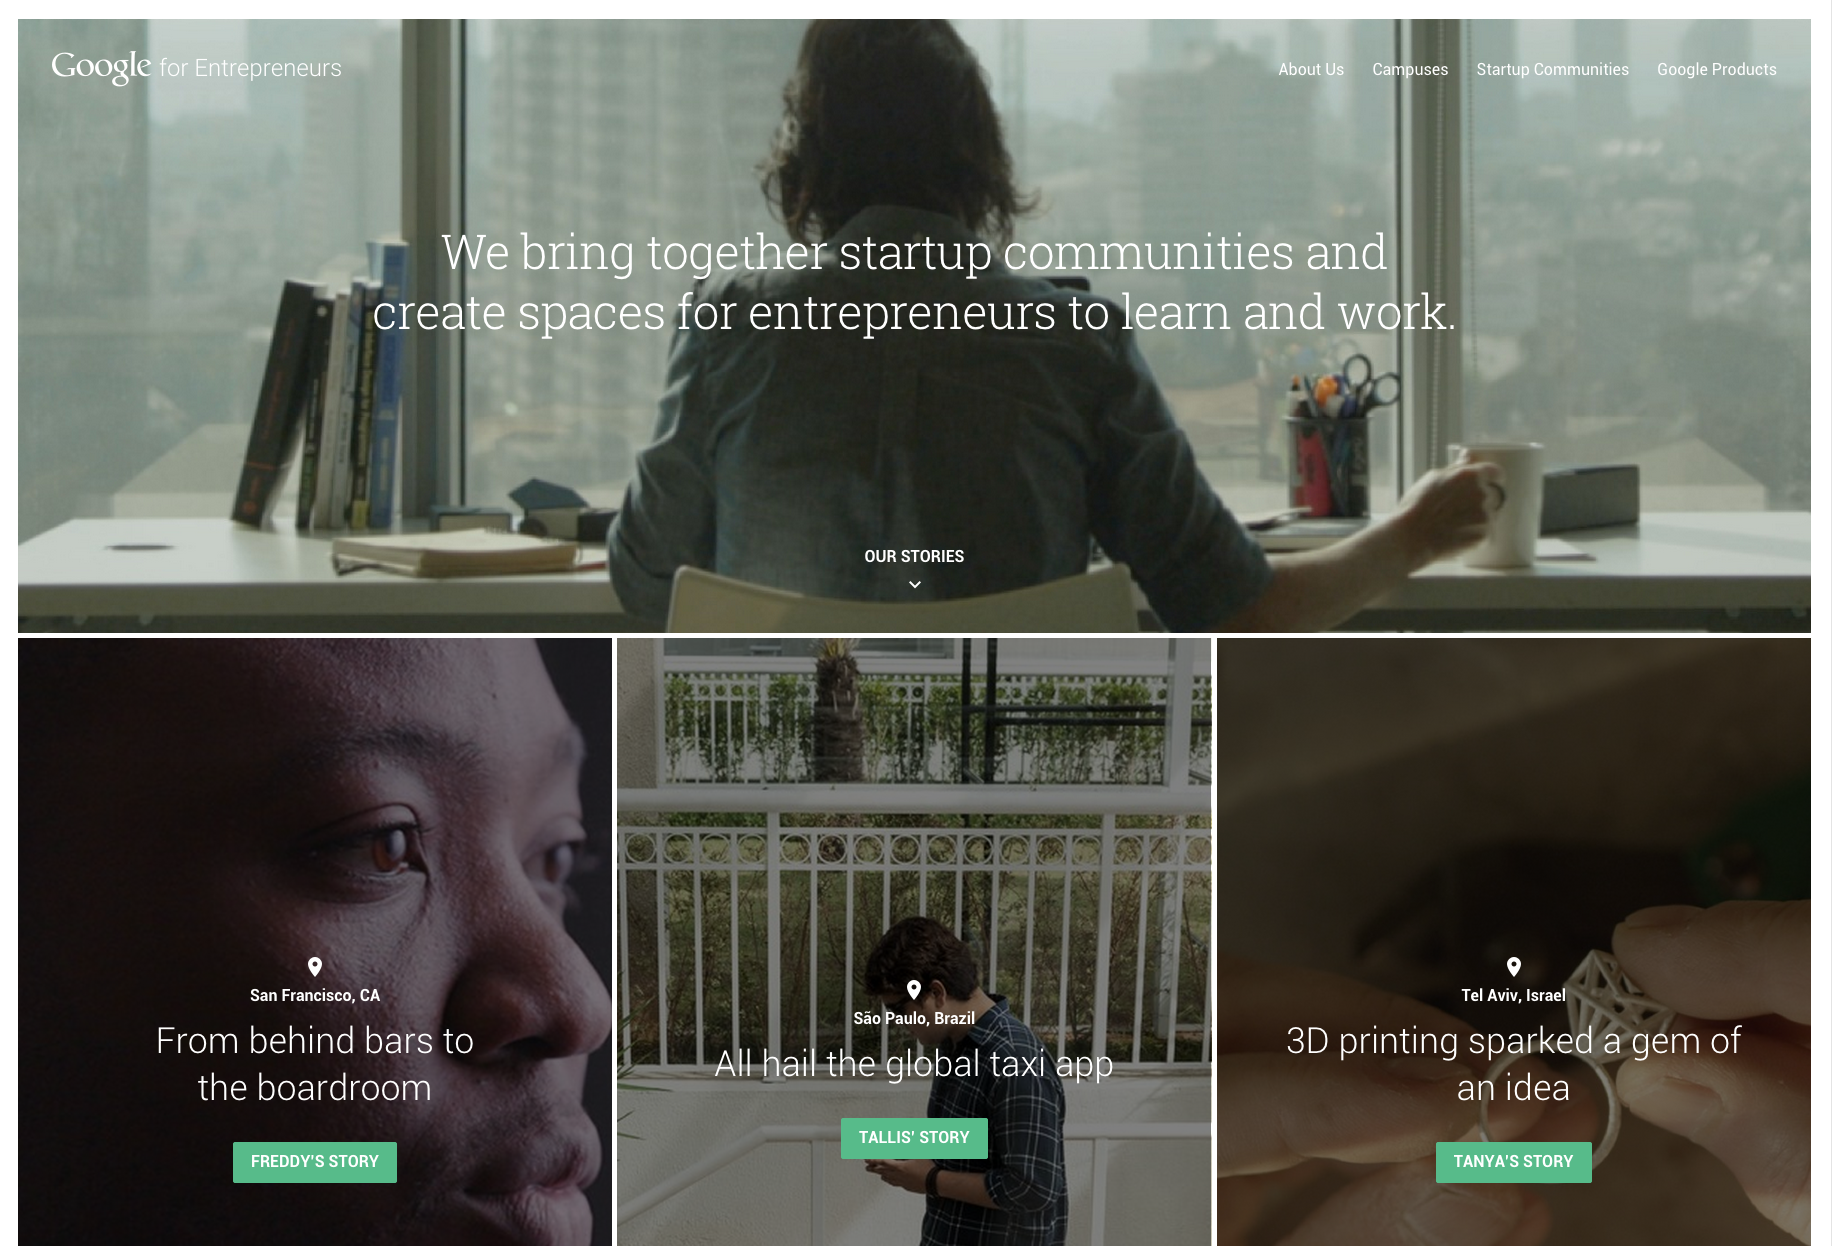 Google for Entrepreneurs
About Us Campuses Startup Communities Google Products
We bring together startup communities and
create spaces for entrepreneurs to learn and work.
OUR STORIES
San Francisco, CA
From behind bars to
the boardroom
FREDDY'S STORY
São Paulo, Brazil
All hail the global taxi app
TALLIS' STORY
Tel Aviv, Israel
3D printing sparked a gem of
an idea
TANYA'S STORY